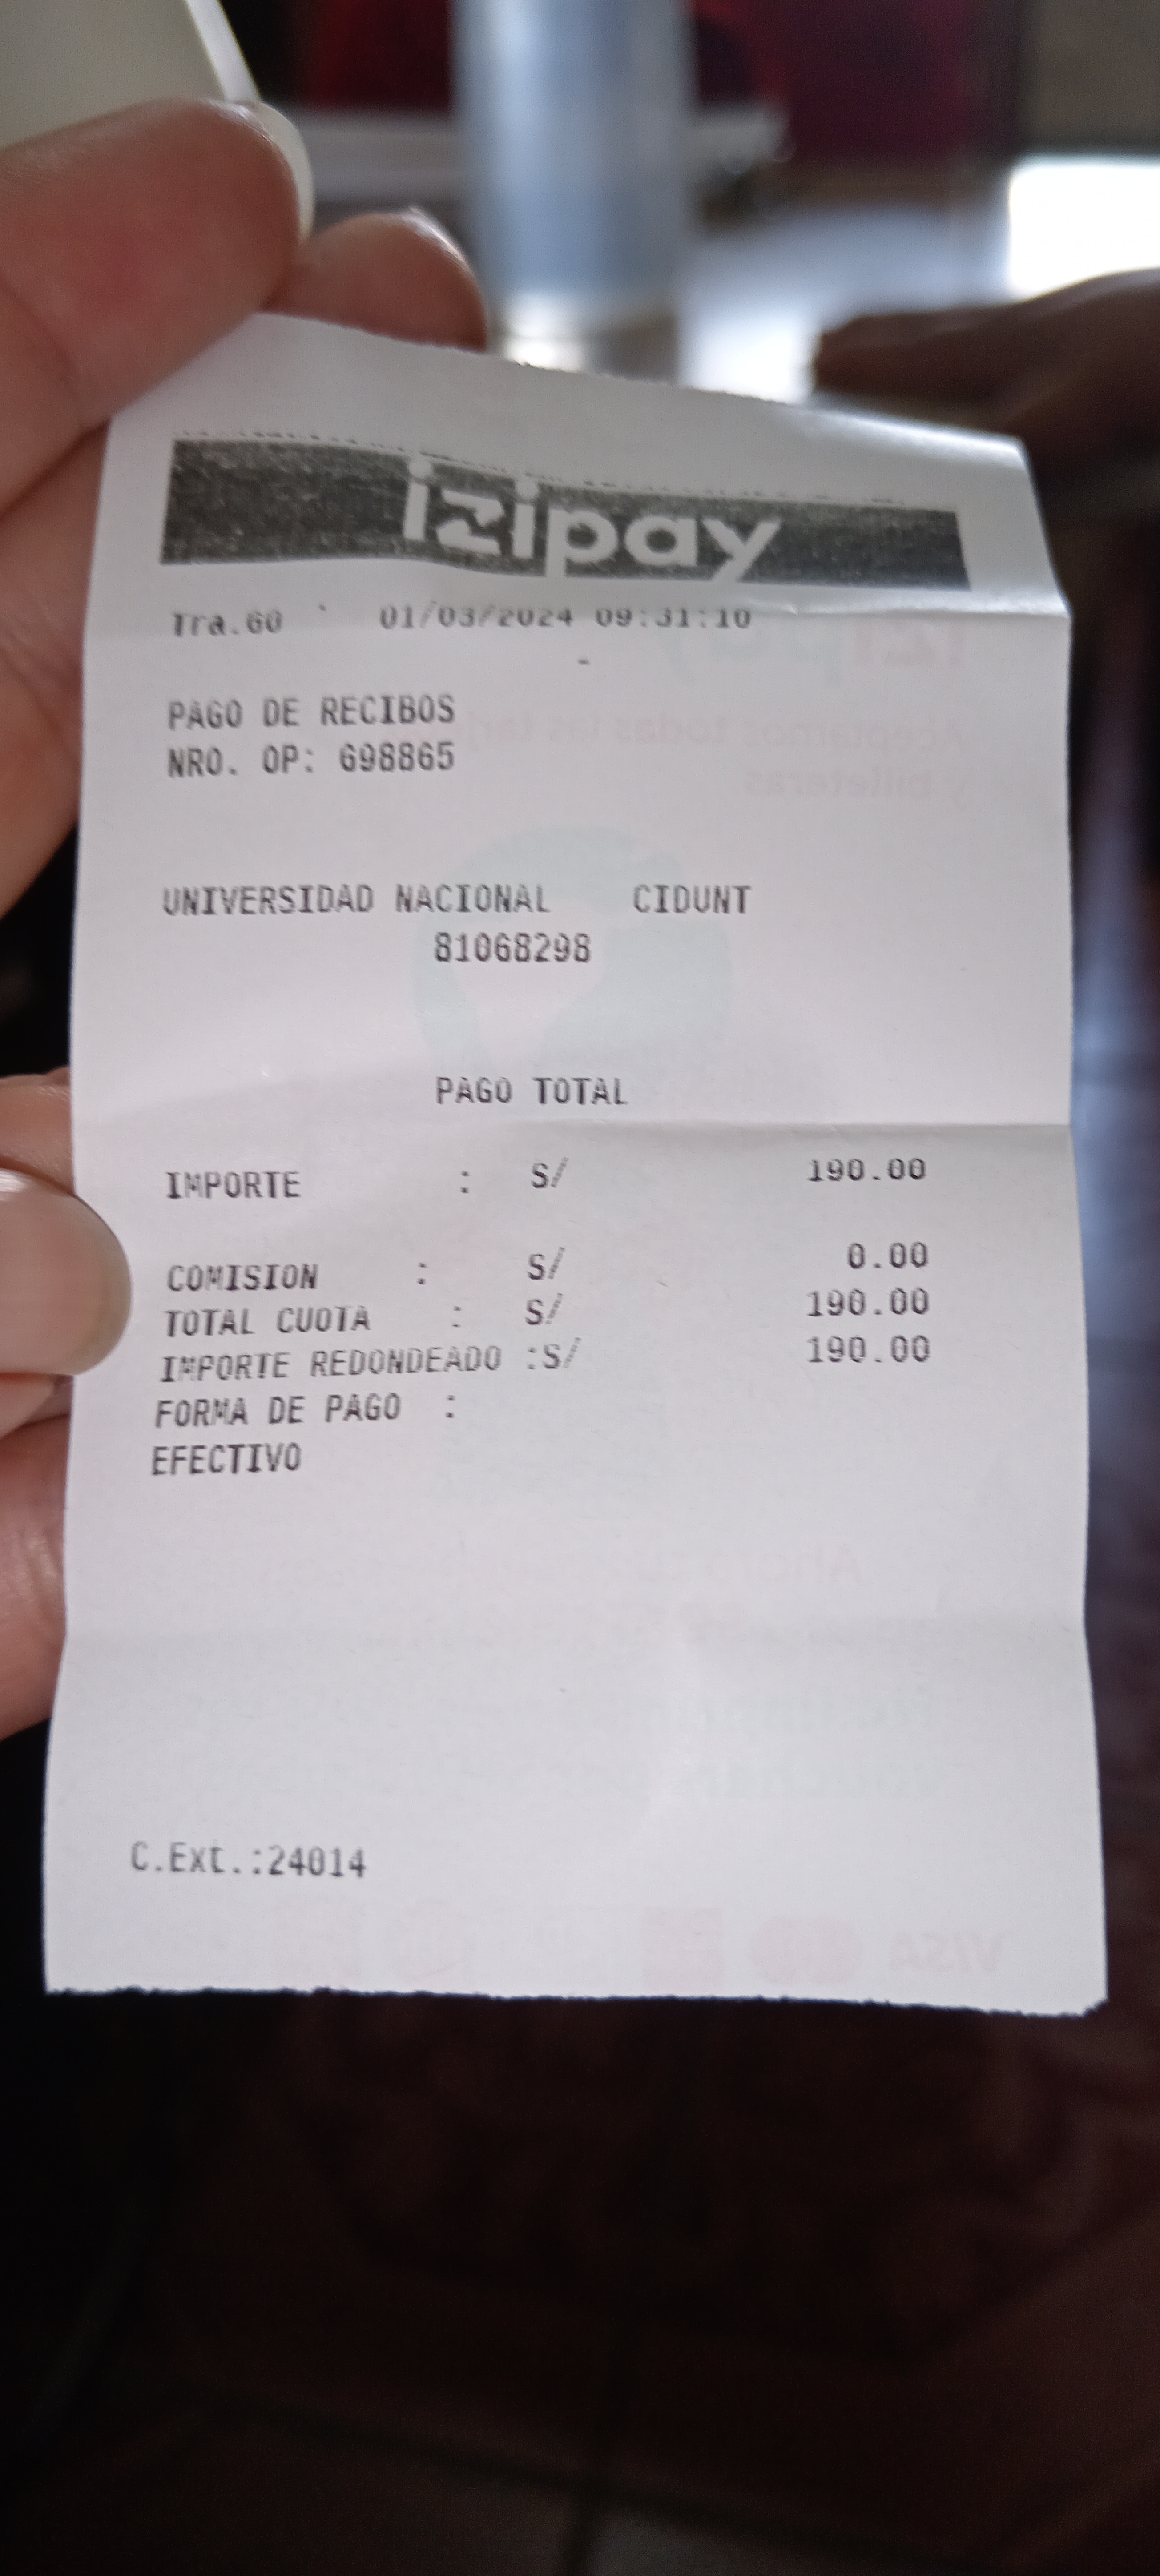 izipay
Tra.60 01/03/2024 09:31:10
-
PAGO DE RECIBOS
NRO. OP: 698865
UNIVERSIDAD NACIONAL CIDUNT
81068298
PAGO TOTAL
IMPORTE : S/ 190.00
COMISION : S/ 0.00
TOTAL CUOTA : S/ 190.00
IMPORTE REDONDEADO :S/ 190.00
FORMA DE PAGO :
EFECTIVO
C.Ext.:24014